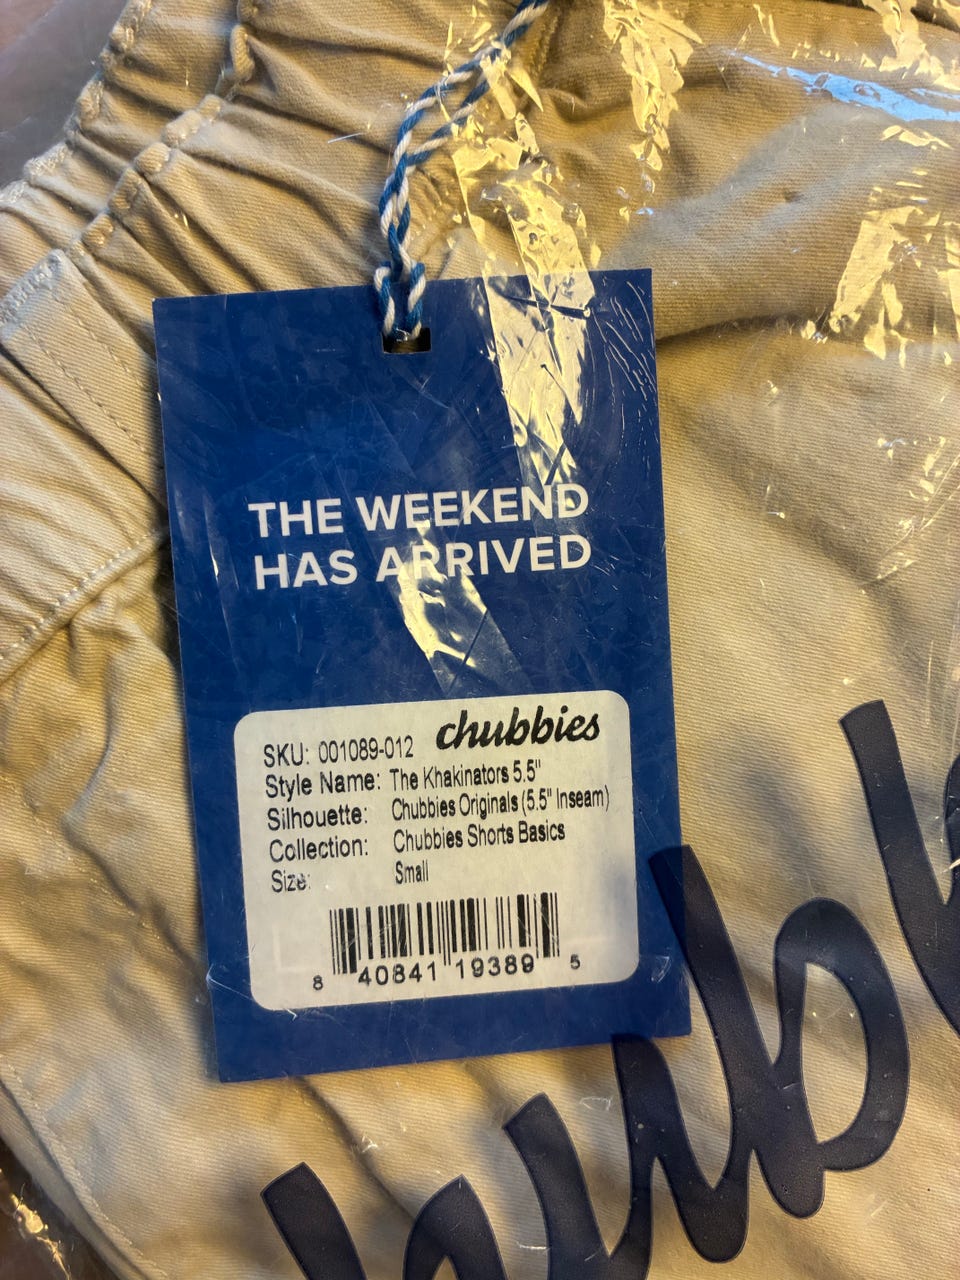 THE WEEKEND
HAS ARRIVED
chubbies
SKU: 001089-012
Style Name: The Khakinators 5.5"
Silhouette: Chubbies Originals (5.5" Inseam)
Collection: Chubbies Shorts Basics
Size: Small
8 40841 19389 5